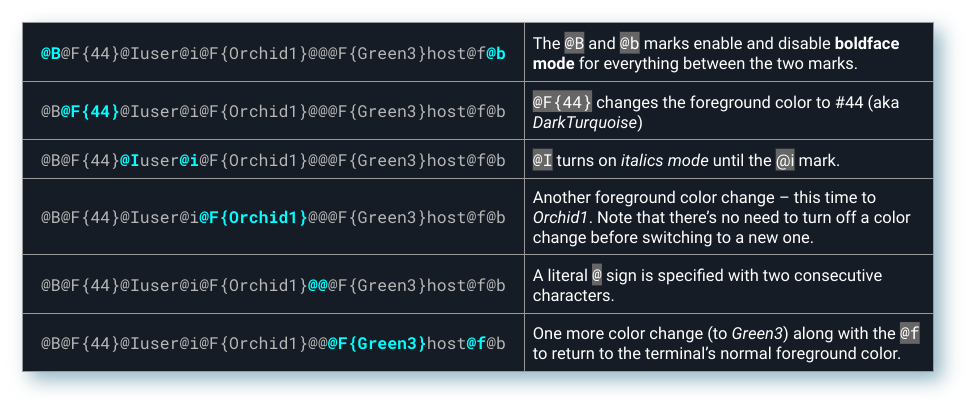 @B@F{44}@Iuser@i@F{Orchid1}@@@F{Green3}host@f@b
The @B and @b marks enable and disable boldface
mode for everything between the two marks.
@B@F{44}@Iuser@i@F{Orchid1}@@@F{Green3}host@f@b
@F{44} changes the foreground color to #44 (aka
DarkTurquoise)
@B@F{44}@Iuser@i@F{Orchid1}@@@F{Green3}host@f@b
@I turns on italics mode until the @i mark.
@B@F{44}@Iuser@i@F{Orchid1}@@@F{Green3}host@f@b
Another foreground color change – this time to
Orchid1. Note that there’s no need to turn off a color
change before switching to a new one.
@B@F{44}@Iuser@i@F{Orchid1}@@@F{Green3}host@f@b
A literal @ sign is specified with two consecutive
characters.
@B@F{44}@Iuser@i@F{Orchid1}@@@F{Green3}host@f@b
One more color change (to Green3) along with the @f
to return to the terminal’s normal foreground color.